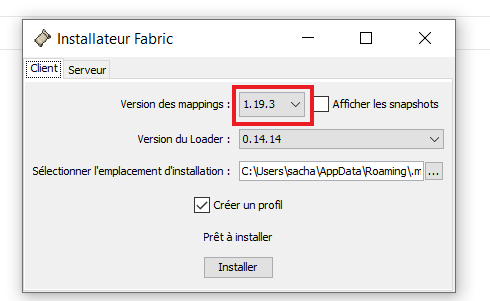 Installateur Fabric
Client Serveur
Version des mappings : 1.19.3 Afficher les snapshots
Version du Loader : 0.14.14
Sélectionner l'emplacement d'installation : C:\Users\sacha\AppData\Roaming\.m ...
Créer un profil
Prêt à installer
Installer